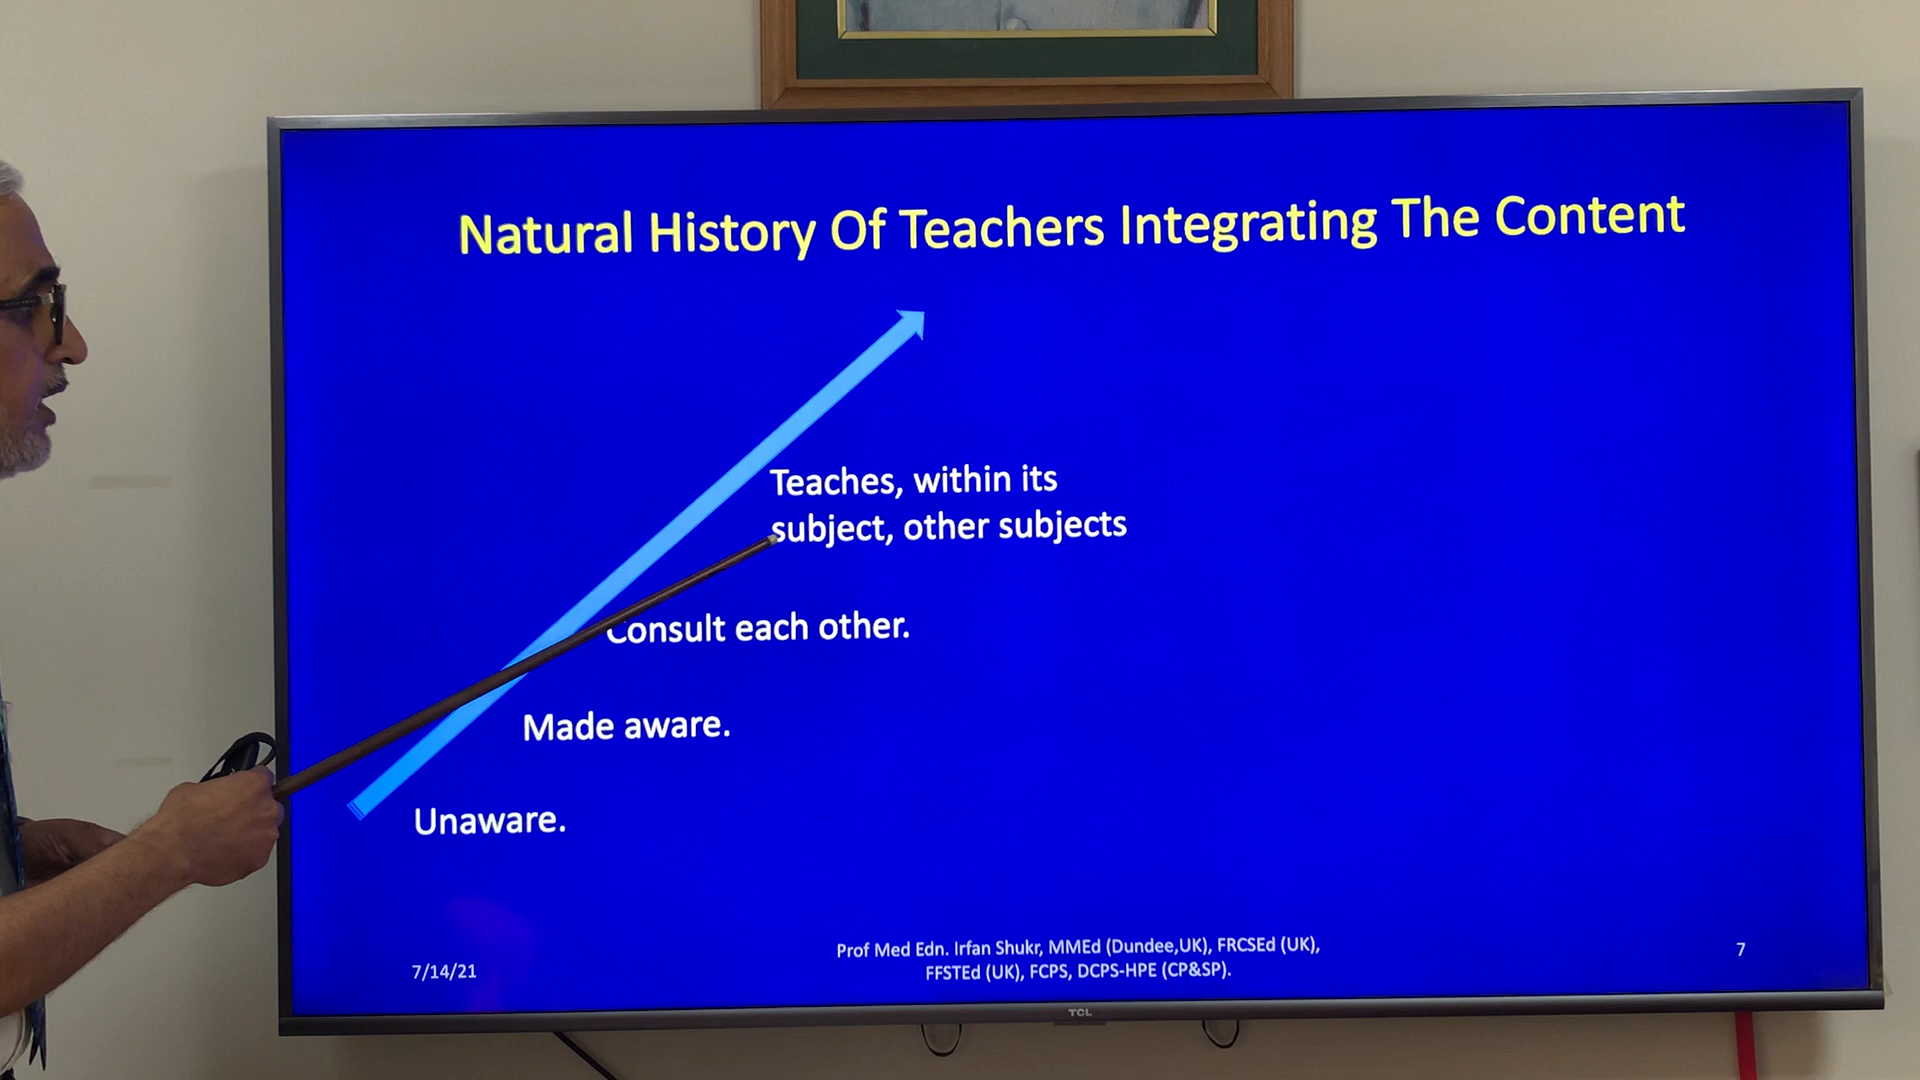 Natural History Of Teachers Integrating The Content
Teaches, within its
subject, other subjects
Consult each other.
Made aware.
Unaware.
7/14/21
Prof Med Edn. Irfan Shukr, MMEd (Dundee,UK), FRCSEd (UK),
FFSTEd (UK), FCPS, DCPS-HPE (CP&SP).
7
TCL